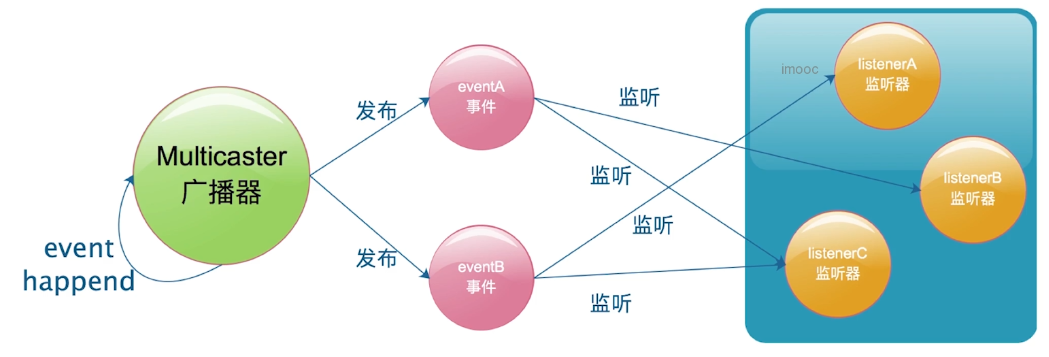 Multicaster
广播器
event
happend
发布
发布
eventA
事件
eventB
事件
监听
监听
监听
监听
imooc
listenerA
监听器
listenerB
监听器
listenerC
监听器